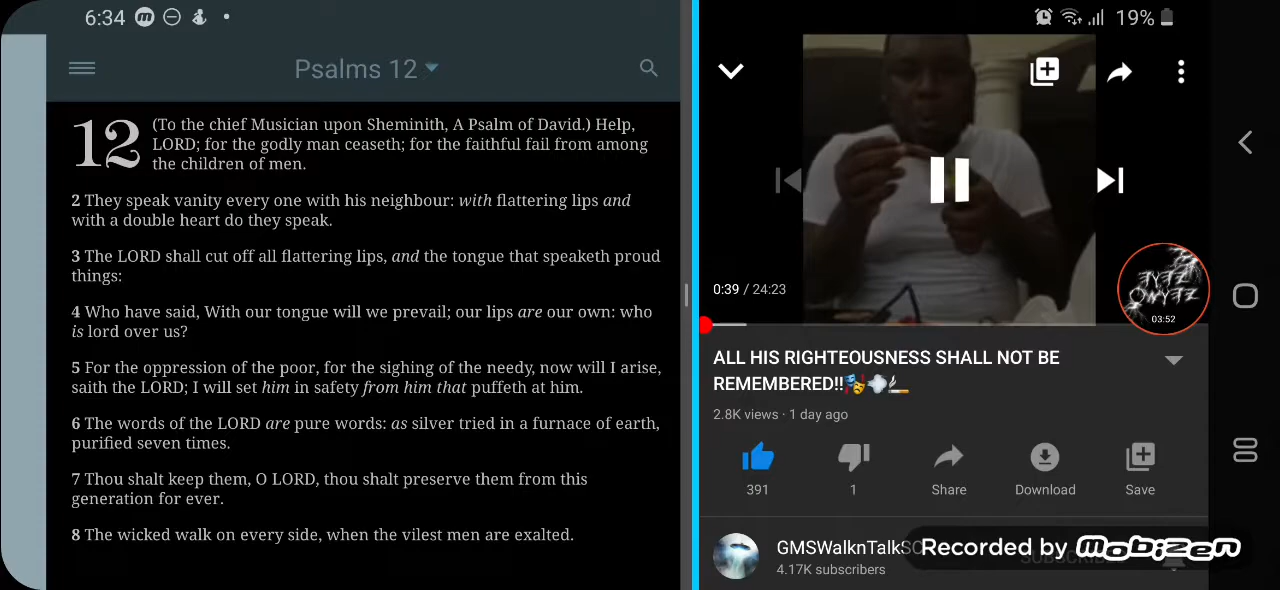 6:34
19%
Psalms 12
12 (To the chief Musician upon Sheminith, A Psalm of David.) Help,
LORD; for the godly man ceaseth; for the faithful fail from among
the children of men.
2 They speak vanity every one with his neighbour: with flattering lips and
with a double heart do they speak.
3 The LORD shall cut off all flattering lips, and the tongue that speaketh proud
things:
4 Who have said, With our tongue will we prevail; our lips are our own: who
is lord over us?
5 For the oppression of the poor, for the sighing of the needy, now will I arise,
saith the LORD; I will set him in safety from him that puffeth at him.
6 The words of the LORD are pure words: as silver tried in a furnace of earth,
purified seven times.
7 Thou shalt keep them, O LORD, thou shalt preserve them from this
generation for ever.
8 The wicked walk on every side, when the vilest men are exalted.
0:39 / 24:23
03:52
ALL HIS RIGHTEOUSNESS SHALL NOT BE
REMEMBERED!!🎭💨🚬
2.8K views · 1 day ago
391
1
Share
Download
Save
GMSWalknTalkSC
4.17K subscribers
Recorded by mobizen